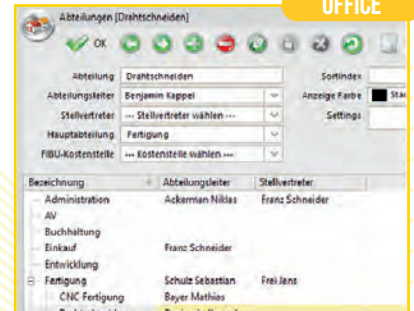 OFFICE
Abteilungen [Drahtschneiden]
OK
Abteilung Drahtschneiden Sortindex
Abteilungsleiter Benjamin Kappel Anzeige Farbe
Stellvertreter --- Stellvertreter wählen --- Settings
Hauptabteilung Fertigung
FIBU-Kostenstelle --- Kostenstelle wählen ---
Bezeichnung Abteilungsleiter Stellvertreter
Administration Ackerman Niklas Franz Schneider
AV
Buchhaltung
Einkauf Franz Schneider
Entwicklung
Fertigung Schulz Sebastian Frei Jens
CNC Fertigung Bayer Mathias